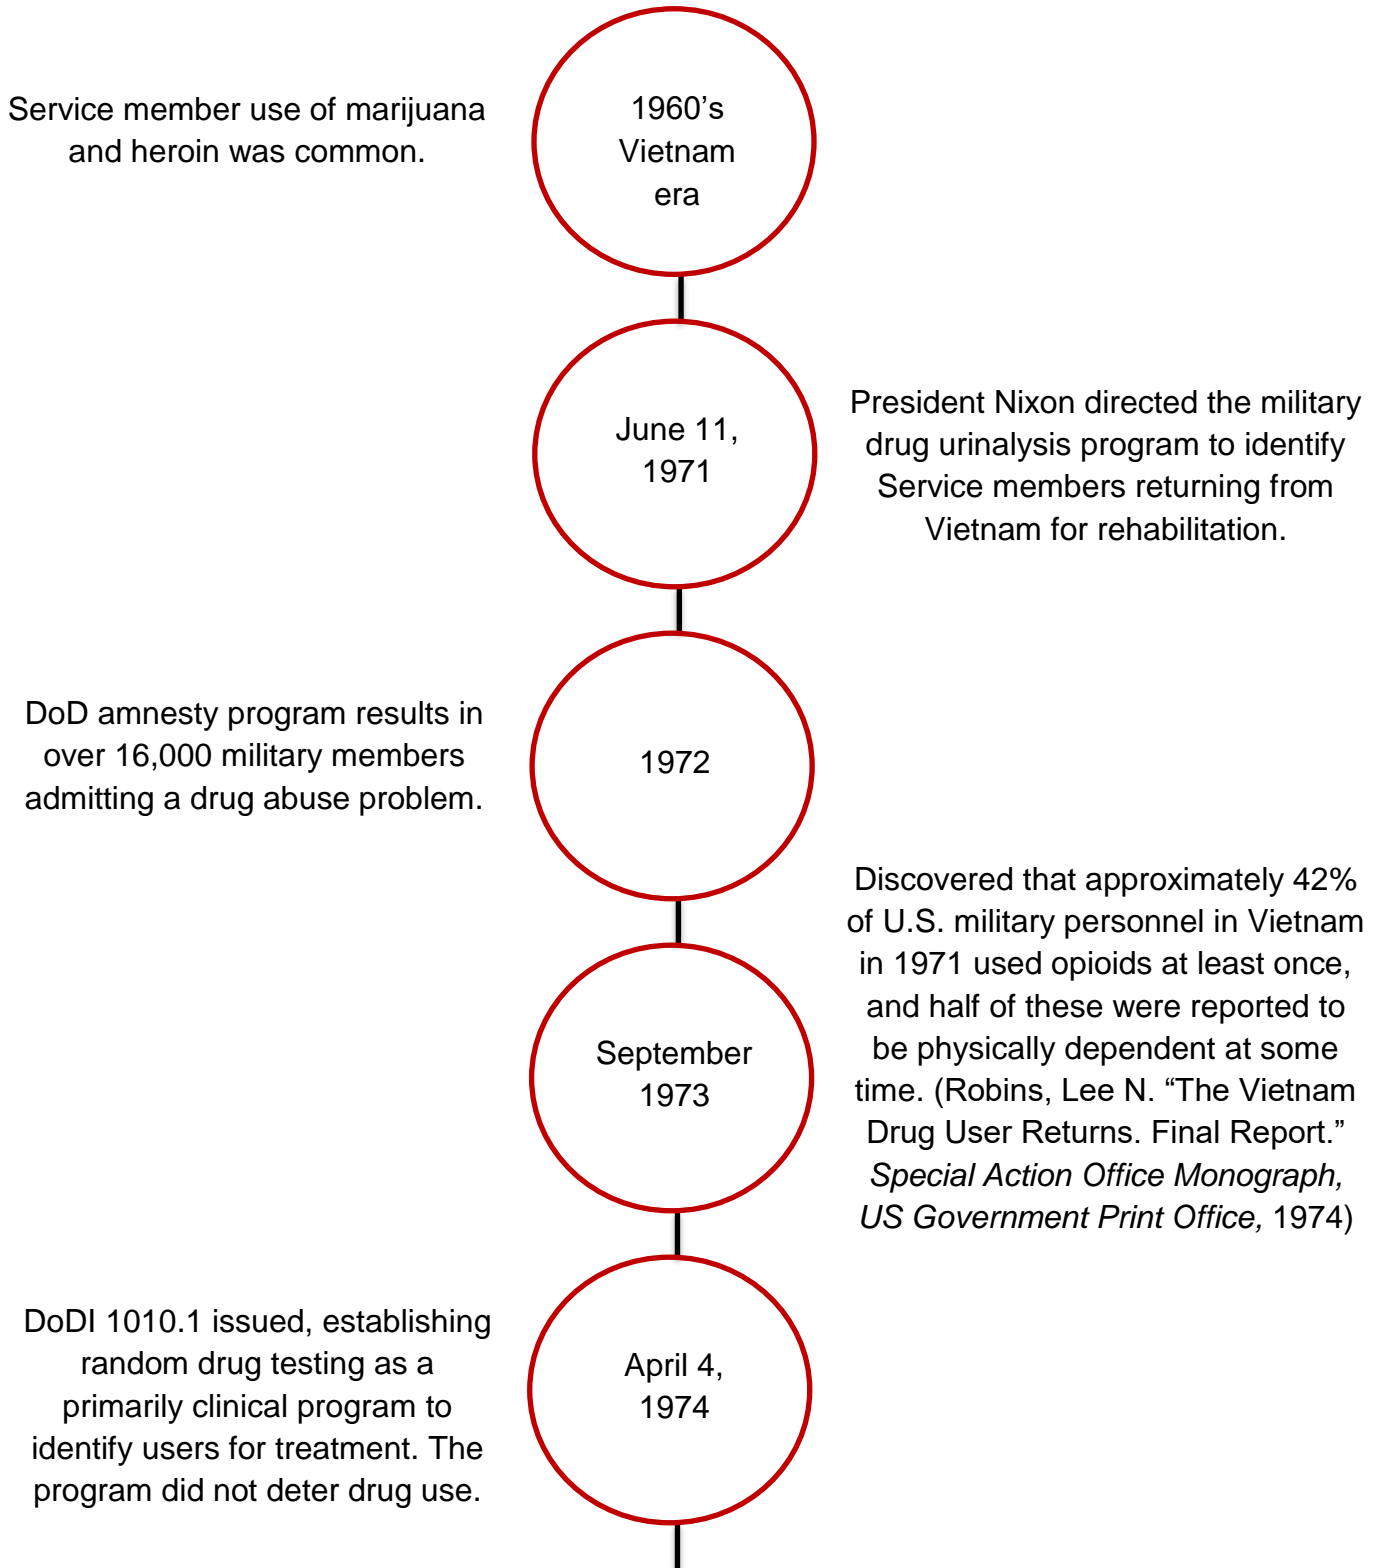 Service member use of marijuana
and heroin was common.
1960’s
Vietnam
era
June 11,
1971
President Nixon directed the military
drug urinalysis program to identify
Service members returning from
Vietnam for rehabilitation.
DoD amnesty program results in
over 16,000 military members
admitting a drug abuse problem.
1972
September
1973
Discovered that approximately 42%
of U.S. military personnel in Vietnam
in 1971 used opioids at least once,
and half of these were reported to
be physically dependent at some
time. (Robins, Lee N. “The Vietnam
Drug User Returns. Final Report.”
Special Action Office Monograph,
US Government Print Office, 1974)
DoDI 1010.1 issued, establishing
random drug testing as a
primarily clinical program to
identify users for treatment. The
program did not deter drug use.
April 4,
1974